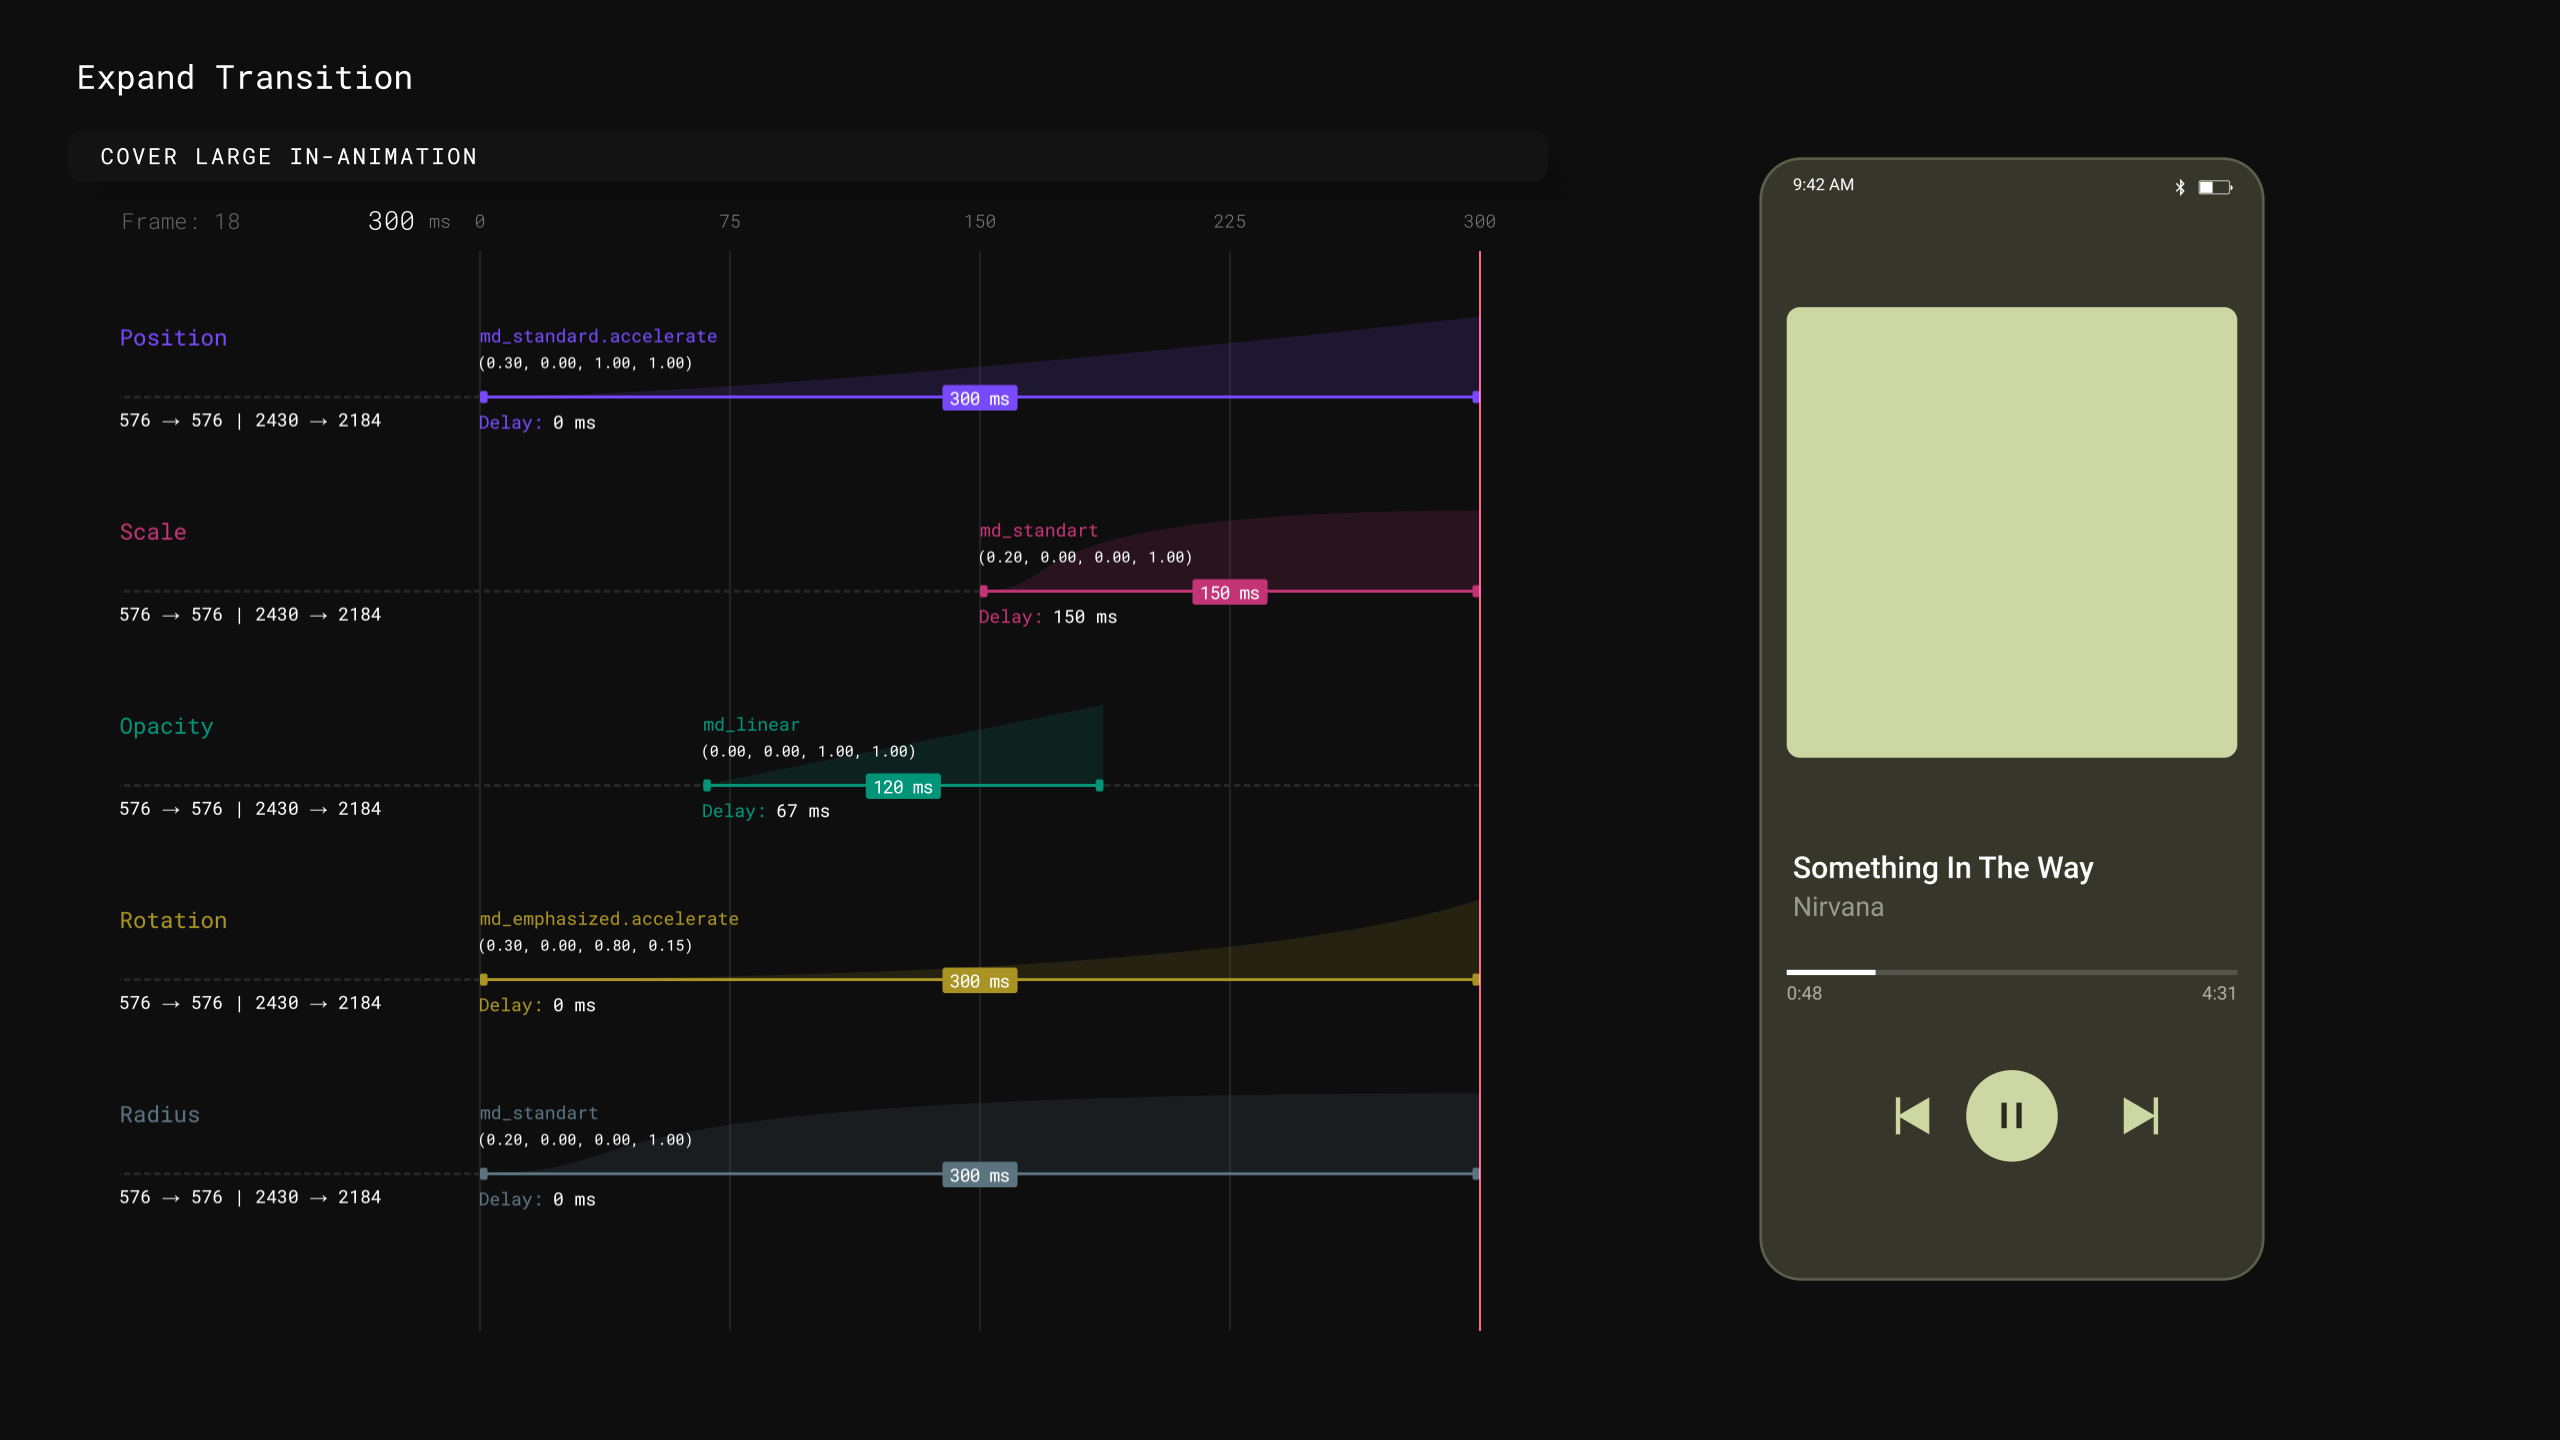 Expand Transition
COVER LARGE IN-ANIMATION
Frame: 18 300 ms 0 75 150 225 300
Position
md_standard.accelerate
(0.30, 0.00, 1.00, 1.00)
300 ms
576 → 576 | 2430 → 2184
Delay: 0 ms
Scale
md_standart
(0.20, 0.00, 0.00, 1.00)
150 ms
576 → 576 | 2430 → 2184
Delay: 150 ms
Opacity
md_linear
(0.00, 0.00, 1.00, 1.00)
120 ms
576 → 576 | 2430 → 2184
Delay: 67 ms
Rotation
md_emphasized.accelerate
(0.30, 0.00, 0.80, 0.15)
300 ms
576 → 576 | 2430 → 2184
Delay: 0 ms
Radius
md_standart
(0.20, 0.00, 0.00, 1.00)
300 ms
576 → 576 | 2430 → 2184
Delay: 0 ms
9:42 AM
Something In The Way
Nirvana
0:48 4:31